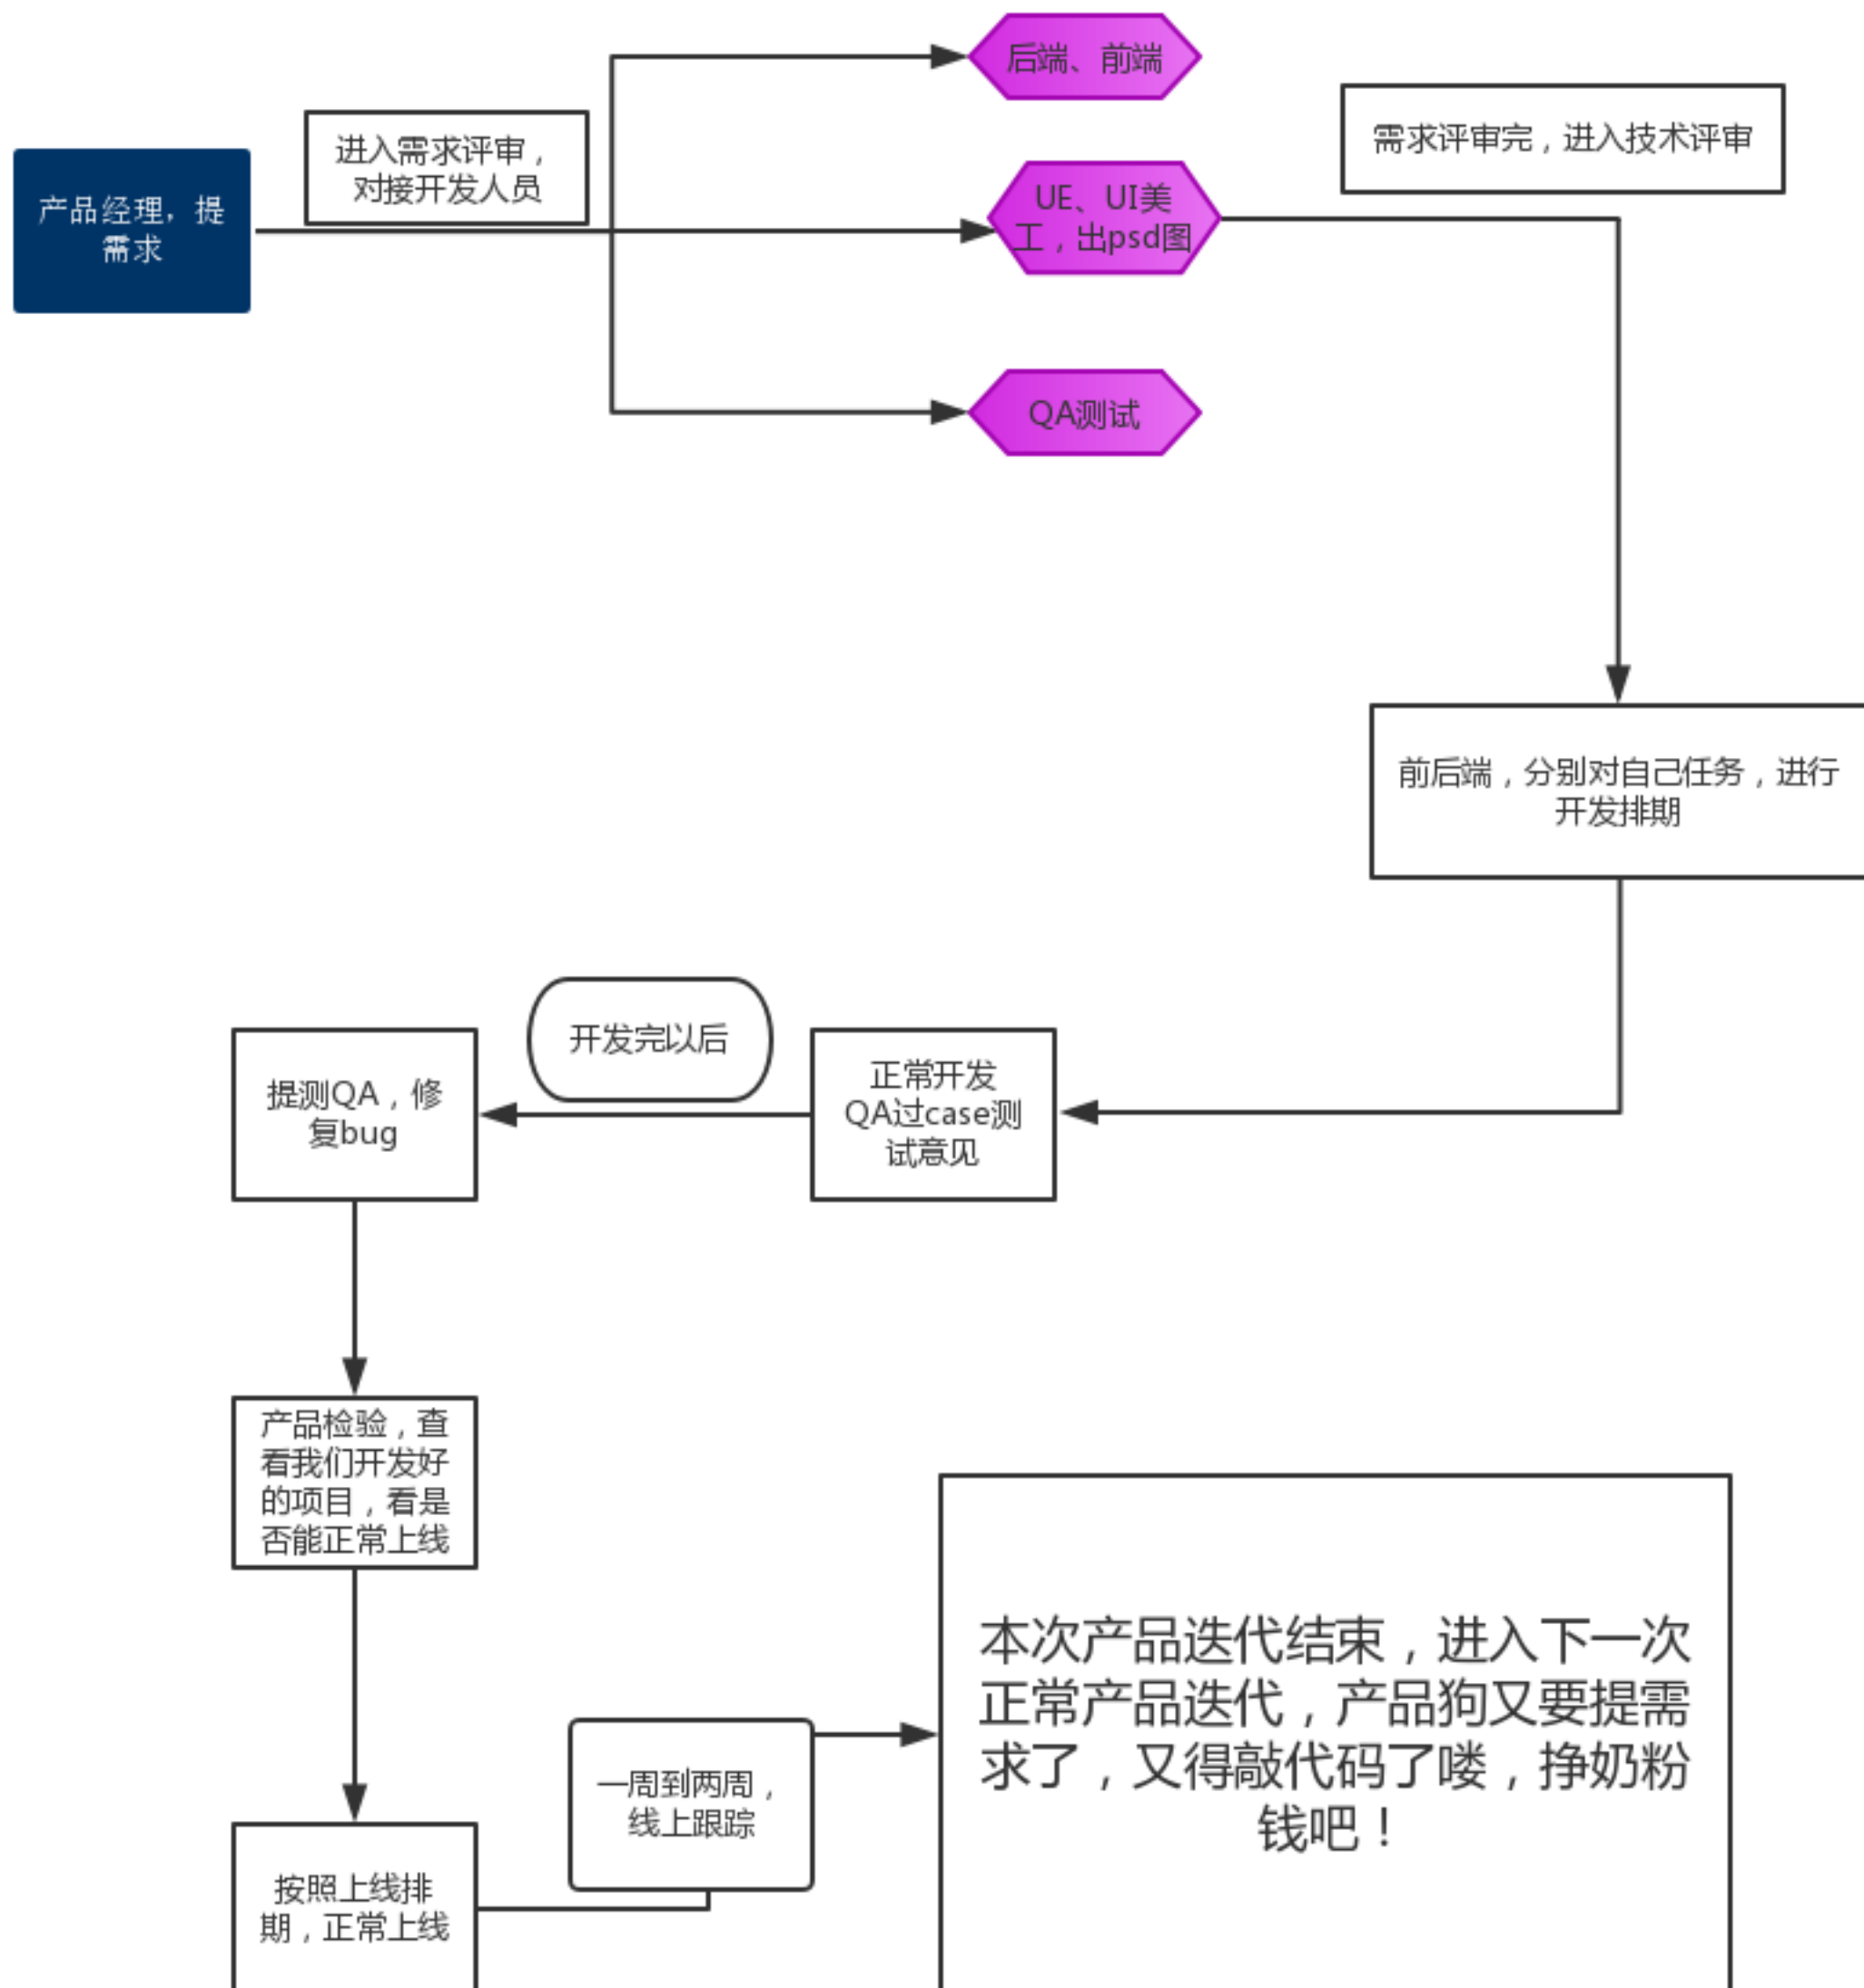 后端、前端
进入需求评审，
对接开发人员
需求评审完，进入技术评审
产品经理，提
需求
UE、UI美
工，出psd图
QA测试
前后端，分别对自己任务，进行
开发排期
开发完以后
正常开发
QA过case测
试意见
提测QA，修
复bug
产品检验，查
看我们开发好
的项目，看是
否能正常上线
本次产品迭代结束，进入下一次
正常产品迭代，产品狗又要提需
求了，又得敲代码了喽，挣奶粉
钱吧！
一周到两周，
线上跟踪
按照上线排
期，正常上线